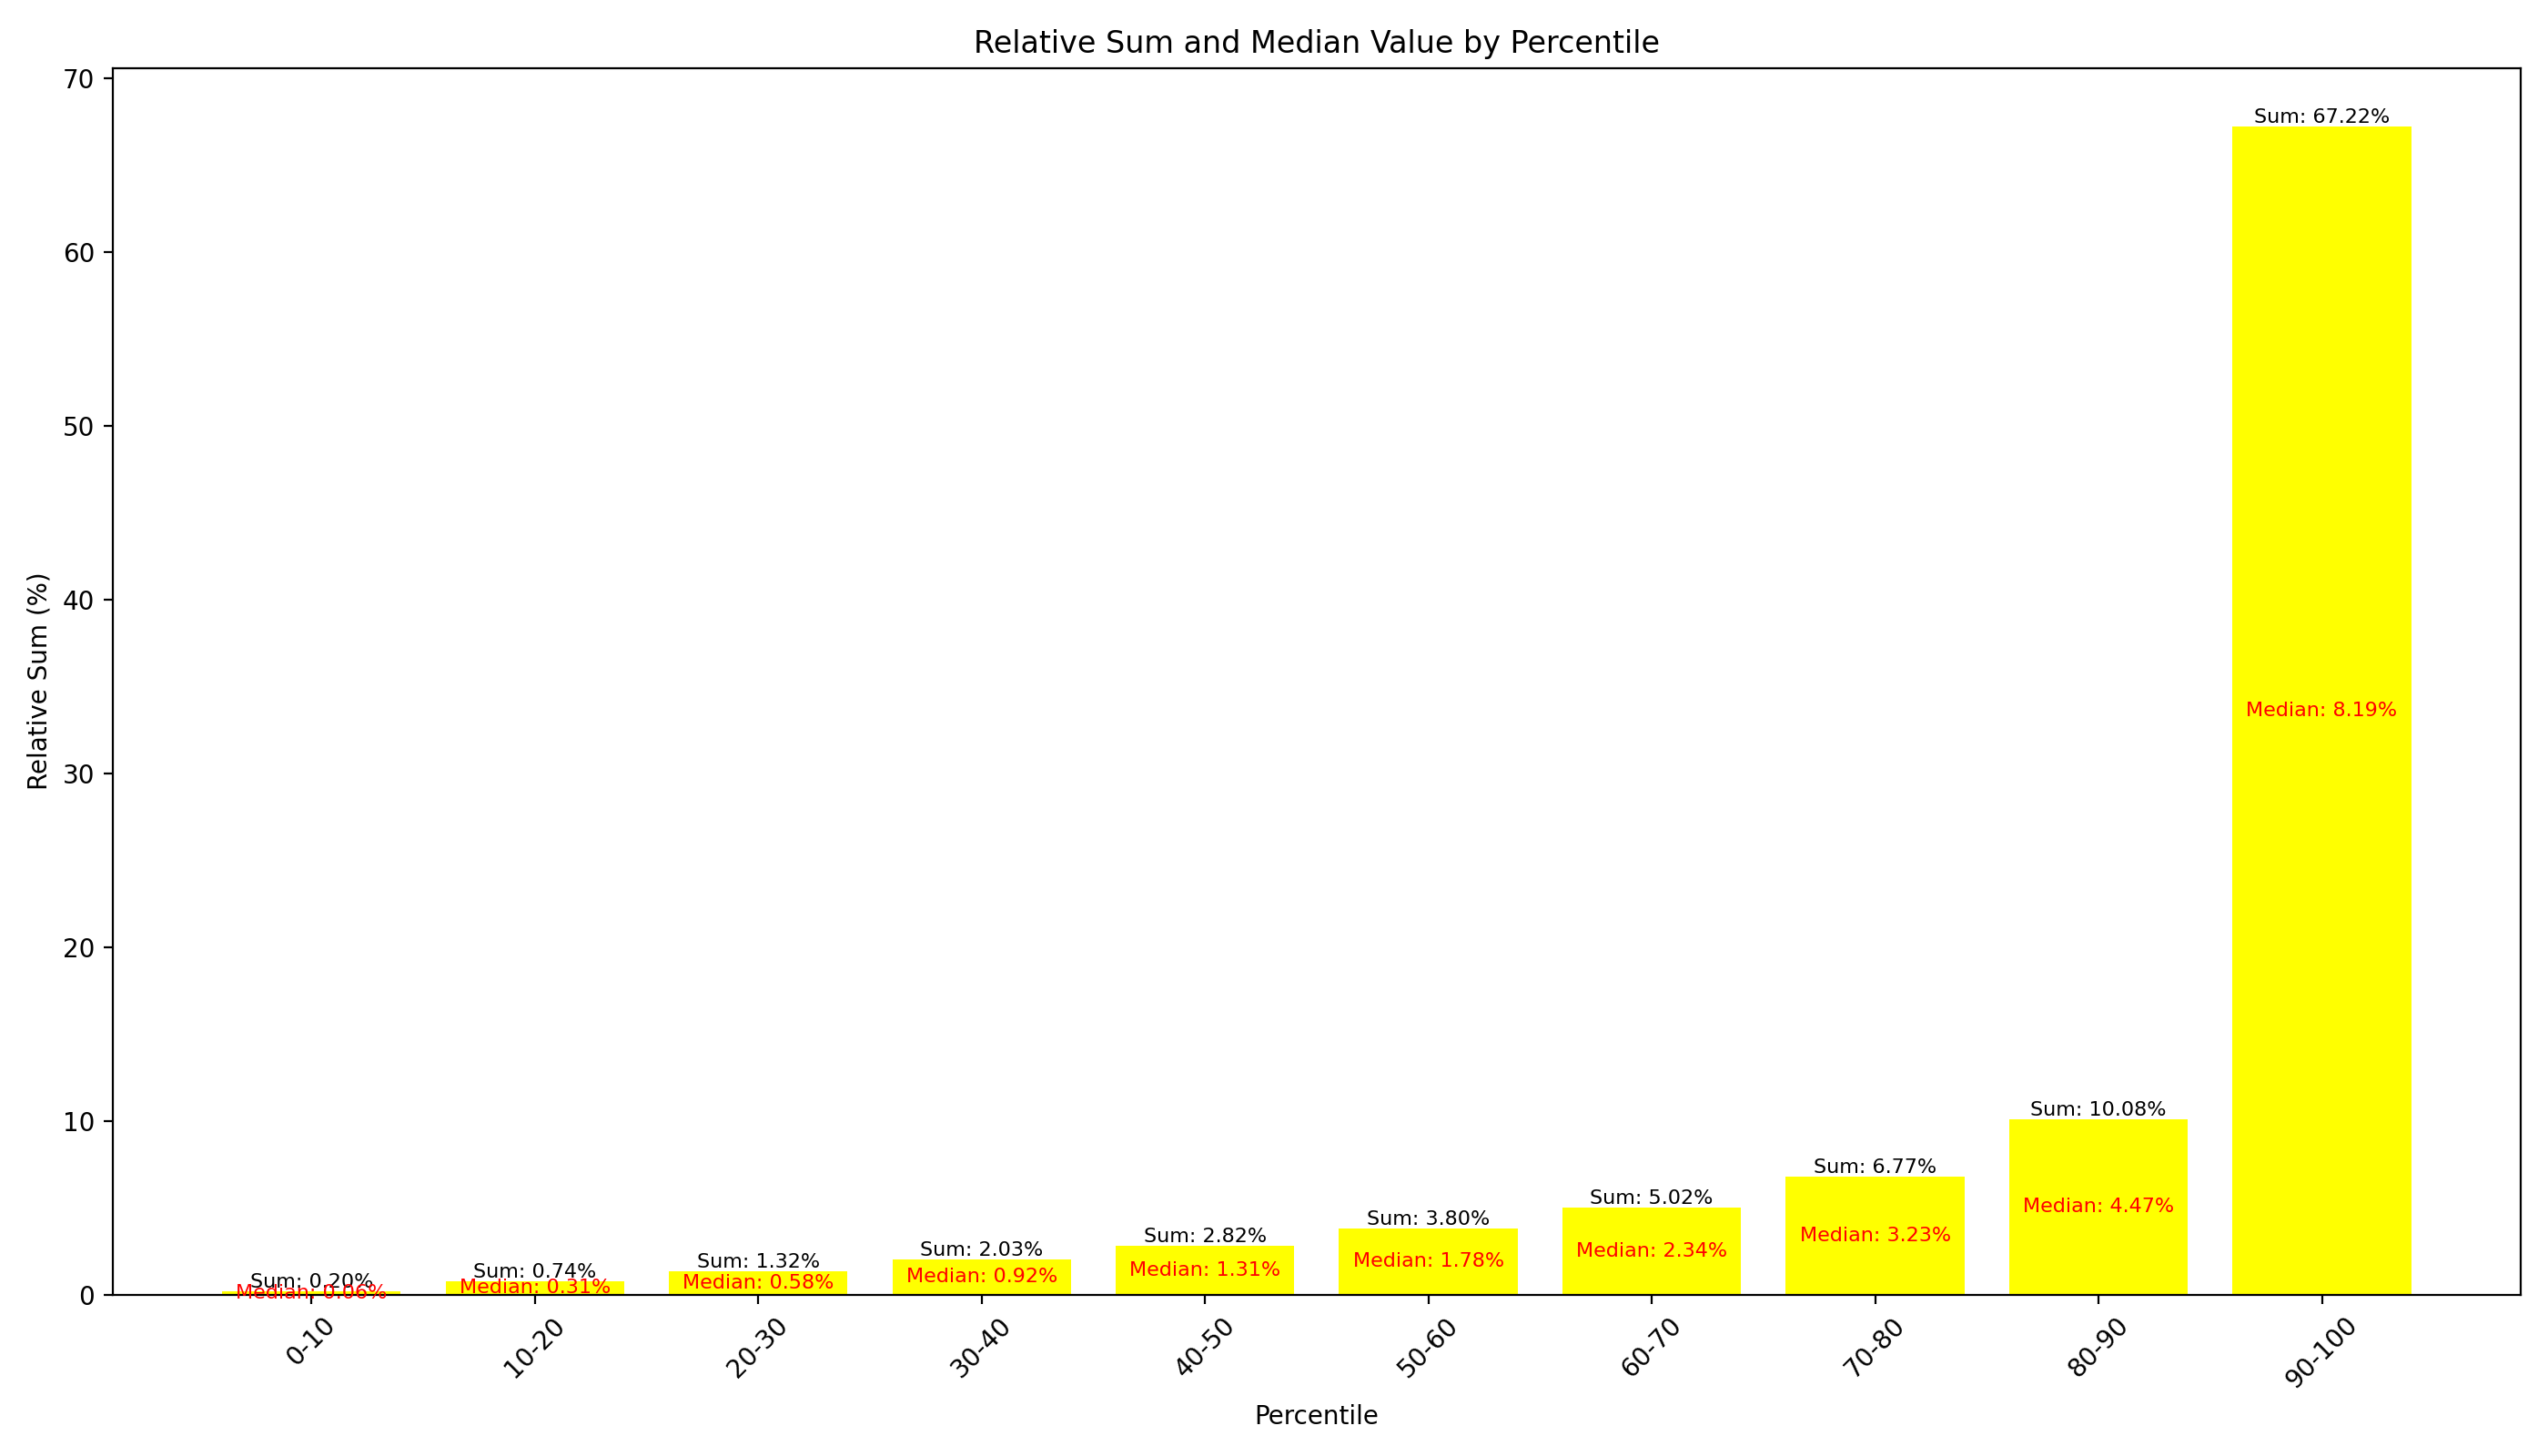 Relative Sum and Median Value by Percentile
Relative Sum (%)
70
60
50
40
30
20
10
0
Sum: 0.20%
Median: 0.06%
Sum: 0.74%
Median: 0.31%
Sum: 1.32%
Median: 0.58%
Sum: 2.03%
Median: 0.92%
Sum: 2.82%
Median: 1.31%
Sum: 3.80%
Median: 1.78%
Sum: 5.02%
Median: 2.34%
Sum: 6.77%
Median: 3.23%
Sum: 10.08%
Median: 4.47%
Sum: 67.22%
Median: 8.19%
0-10
10-20
20-30
30-40
40-50
50-60
60-70
70-80
80-90
90-100
Percentile